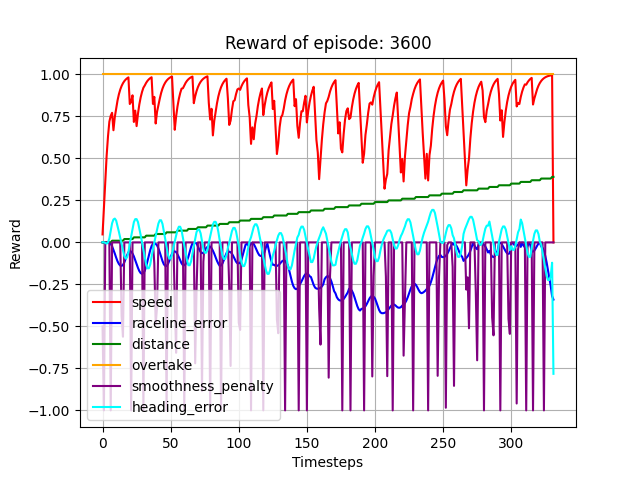 Reward of episode: 3600
1.00
0.75
0.50
0.25
0.00
−0.25
−0.50
−0.75
−1.00
Reward
speed
raceline_error
distance
overtake
smoothness_penalty
heading_error
0 50 100 150 200 250 300
Timesteps